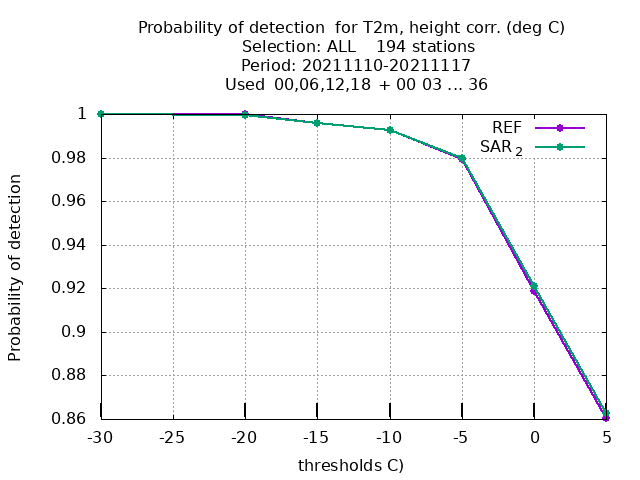 Probability of detection  for T2m, height corr. (deg C)
Selection: ALL    194 stations
Period: 20211110-20211117
Used  00,06,12,18 + 00 03 ... 36
REF
SAR 2
1
0.98
0.96
0.94
0.92
0.9
0.88
0.86
Probability of detection
-30 -25 -20 -15 -10 -5 0 5
thresholds C)